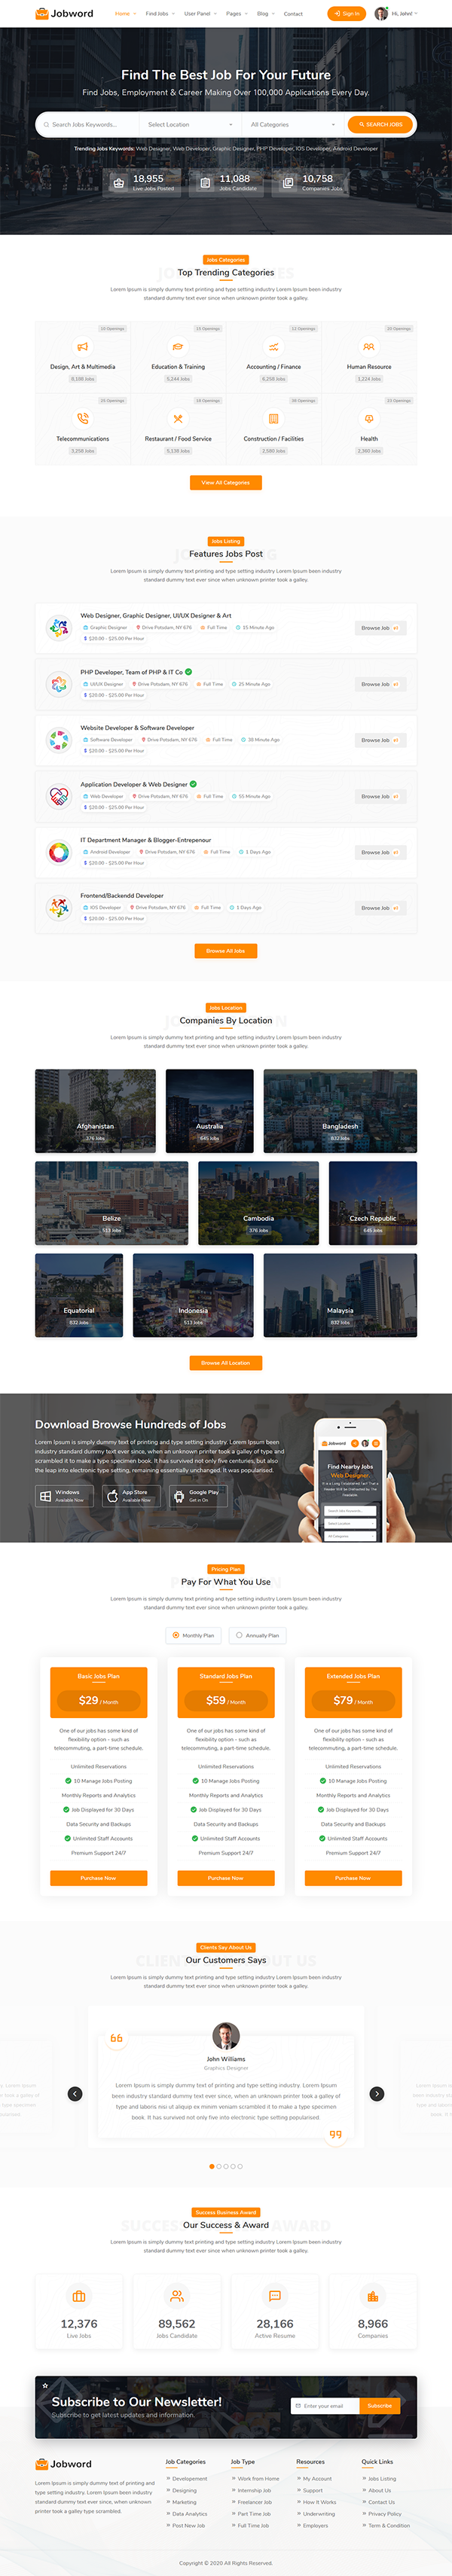 Jobword
Home
Find Jobs
User Panel
Pages
Blog
Contact
Sign In
Hi, John!
Find The Best Job For Your Future
Find Jobs, Employment & Career Making Over 100,000 Applications Every Day.
Search Jobs Keywords...
Select Location
All Categories
SEARCH JOBS
Trending Jobs Keywords: Web Designer, Web Developer, Graphic Designer, PHP Developer, IOS Developer, Android Developer
18,955
Live Jobs Posted
11,088
Jobs Candidate
10,758
Companies Jobs
Jobs Categories
Top Trending Categories
Lorem Ipsum is simply dummy text printing and type setting industry Lorem Ipsum been industry
standard dummy text ever since when unknown printer took a galley.
Design, Art & Multimedia
Education & Training
5,244 Jobs
Accounting / Finance
Human Resource
1,224 Jobs
Telecommunications
Restaurant / Food Service
Construction / Facilities
Health
View All Categories
Jobs Listing
Features Jobs Post
Lorem Ipsum is simply dummy text printing and type setting industry Lorem Ipsum been industry
standard dummy text ever since when unknown printer took a galley.
Web Designer, Graphic Designer, UI/UX Designer & Art
Graphic Designer
Drive Potsdam, NY 676
Full Time
15 Minute Ago
$20.00 - $25.00 Per Hour
Browse Job
PHP Developer, Team of PHP & IT Co
UI/UX Designer
Drive Potsdam, NY 676
Full Time
25 Minute Ago
$20.00 - $25.00 Per Hour
Browse Job
Website Developer & Software Developer
Software Developer
Drive Potsdam, NY 676
Full Time
38 Minute Ago
$20.00 - $25.00 Per Hour
Browse Job
Application Developer & Web Designer
Web Developer
Drive Potsdam, NY 676
Full Time
55 Minute Ago
$20.00 - $25.00 Per Hour
Browse Job
IT Department Manager & Blogger-Entrepenour
Android Developer
Drive Potsdam, NY 676
Full Time
1 Days Ago
$20.00 - $25.00 Per Hour
Browse Job
Frontend/Backendd Developer
IOS Developer
Drive Potsdam, NY 676
Full Time
1 Days Ago
$20.00 - $25.00 Per Hour
Browse Job
Browse All Jobs
Jobs Location
Companies By Location
Lorem Ipsum is simply dummy text printing and type setting industry Lorem Ipsum been industry
standard dummy text ever since when unknown printer took a galley.
Afghanistan
376 Jobs
Australia
645 Jobs
Bangladesh
832 Jobs
Belize
513 Jobs
Cambodia
376 Jobs
Czech Republic
645 Jobs
Equatorial
832 Jobs
Indonesia
513 Jobs
Malaysia
832 Jobs
Browse All Location
Download Browse Hundreds of Jobs
Lorem Ipsum is simply dummy text of printing and type setting industry. Lorem Ipsum been
industry standard dummy text ever since, when an unknown printer took a galley of type and
scrambled it to make a type specimen book. It has survived not only five centuries, but also
the leap into electronic type setting, remaining essentially unchanged. It was popularised.
Windows
Available Now
App Store
Available Now
Google Play
Get in On
Jobword
Find Nearby Jobs
Web Designer.
Pricing Plan
Pay For What You Use
Lorem Ipsum is simply dummy text printing and type setting industry Lorem Ipsum been industry
standard dummy text ever since when unknown printer took a galley.
Monthly Plan
Annually Plan
Basic Jobs Plan
$29 / Month
One of our jobs has some kind of
flexibility option - such as
telecommuting, a part-time schedule.
Unlimited Reservations
10 Manage Jobs Posting
Monthly Reports and Analytics
Job Displayed for 30 Days
Data Security and Backups
Unlimited Staff Accounts
Premium Support 24/7
Purchase Now
Standard Jobs Plan
$59 / Month
One of our jobs has some kind of
flexibility option - such as
telecommuting, a part-time schedule.
Unlimited Reservations
10 Manage Jobs Posting
Monthly Reports and Analytics
Job Displayed for 30 Days
Data Security and Backups
Unlimited Staff Accounts
Premium Support 24/7
Purchase Now
Extended Jobs Plan
$79 / Month
One of our jobs has some kind of
flexibility option - such as
telecommuting, a part-time schedule.
Unlimited Reservations
10 Manage Jobs Posting
Monthly Reports and Analytics
Job Displayed for 30 Days
Data Security and Backups
Unlimited Staff Accounts
Premium Support 24/7
Purchase Now
Clients Say About Us
Our Customers Says
Lorem Ipsum is simply dummy text printing and type setting industry Lorem Ipsum been industry
standard dummy text ever since when unknown printer took a galley.
John Williams
Graphics Designer
Lorem Ipsum is simply dummy text of printing and type setting industry. Lorem Ipsum been
industry standard dummy text ever since, when an unknown printer took a galley of
type and laboris nisi ut aliquip ex minim veniam scrambled it to make a type specimen
book. It has survived not only five into electronic type setting popularised.
Success Business Award
Our Success & Award
Lorem Ipsum is simply dummy text printing and type setting industry Lorem Ipsum been industry
standard dummy text ever since when unknown printer took a galley.
12,376
Live Jobs
89,562
Jobs Candidate
28,166
Active Resume
8,966
Companies
Subscribe to Our Newsletter!
Subscribe to get latest updates and information.
Enter your email
Subscribe
Jobword
Lorem Ipsum is simply dummy text of printing and
type setting industry. Lorem Ipsum been industry
standard dummy text ever since, when unknown
printer took a galley type scrambled.
Job Categories
Developement
Designing
Marketing
Data Analytics
Post New Job
Job Type
Work from Home
Internship Job
Freelancer Job
Part Time Job
Full Time Job
Resources
My Account
Support
How It Works
Underwriting
Employers
Quick Links
Jobs Listing
About Us
Contact Us
Privacy Policy
Term & Condition
Copyright © 2020 All Rights Reserved.